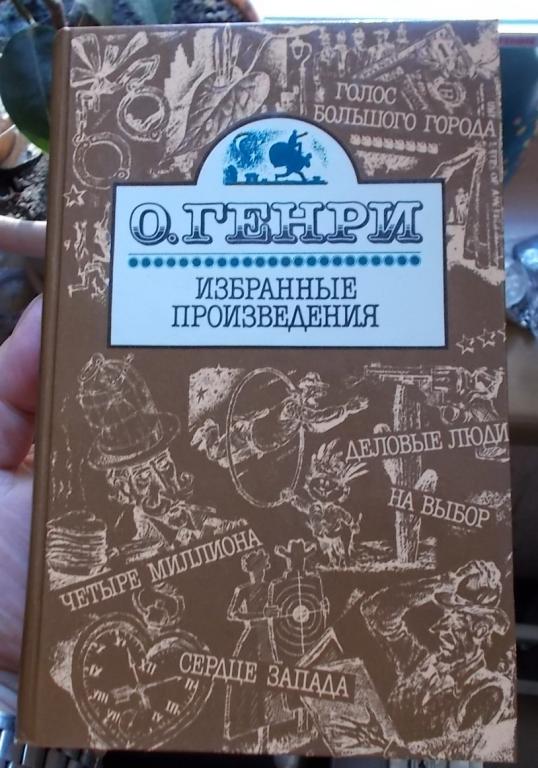 ГОЛОС
БОЛЬШОГО ГОРОДА
О.ГЕНРИ
ИЗБРАННЫЕ
ПРОИЗВЕДЕНИЯ
ДЕЛОВЫЕ ЛЮДИ
НА ВЫБОР
ЧЕТЫРЕ МИЛЛИОНА
СЕРДЦЕ ЗАПАДА